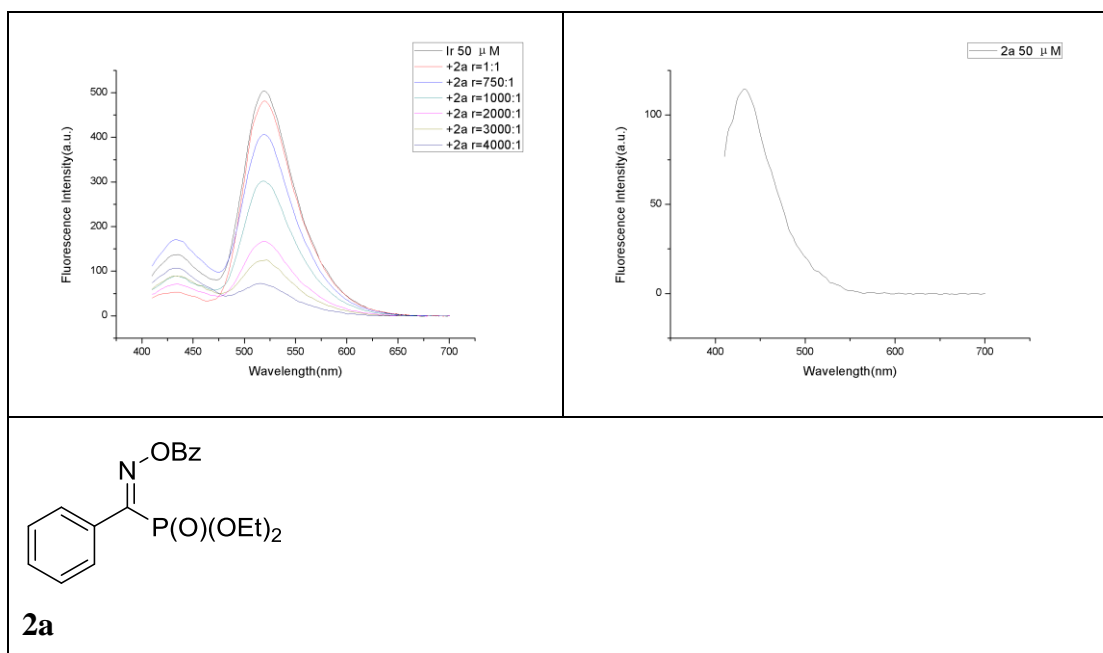 Ir 50 μM
+2a r=1:1
+2a r=750:1
+2a r=1000:1
+2a r=2000:1
+2a r=3000:1
+2a r=4000:1
500
400
300
200
100
0
Fluorescence Intensity(a.u.)
400 450 500 550 600 650 700
Wavelength(nm)
2a 50 μM
100
50
0
Fluorescence Intensity(a.u.)
400 500 600 700
Wavelength(nm)
OBz
N
P(O)(OEt)2
2a